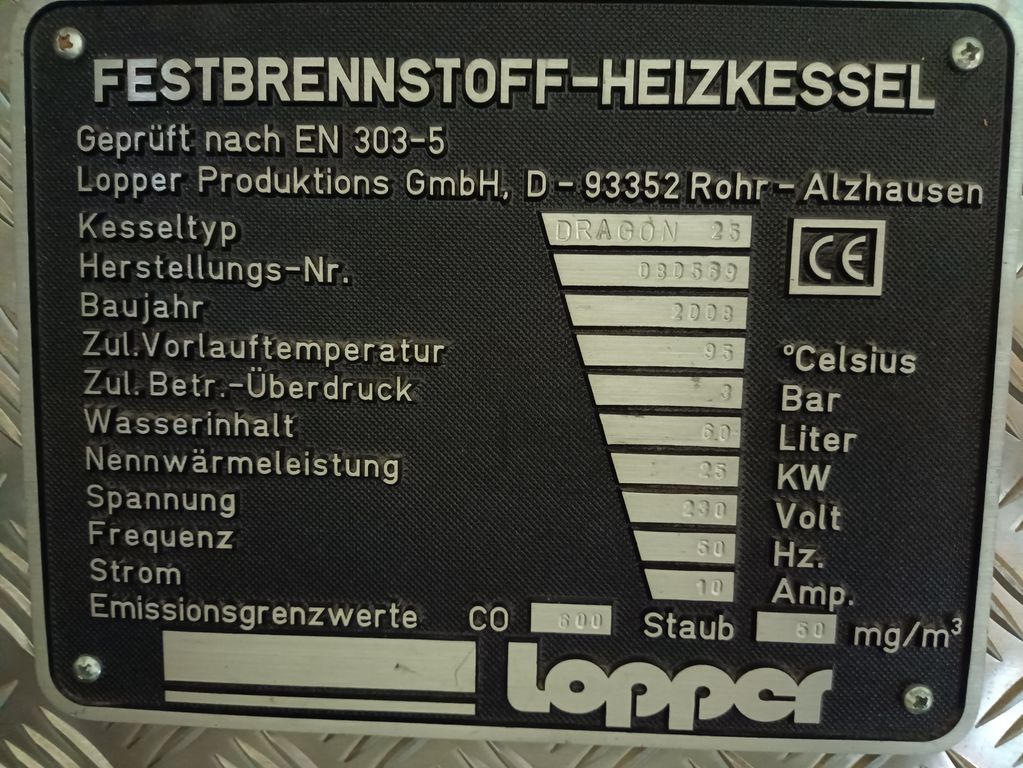 FESTBRENNSTOFF-HEIZKESSEL
Geprüft nach EN 303-5
Lopper Produktions GmbH, D - 93352 Rohr - Alzhausen
Kesseltyp DRAGON 25 CE
Herstellungs-Nr. 080569
Baujahr 2008
Zul.Vorlauftemperatur 95 °Celsius
Zul. Betr.-Überdruck 3 Bar
Wasserinhalt 60 Liter
Nennwärmeleistung 25 KW
Spannung 230 Volt
Frequenz 50 Hz.
Strom 10 Amp.
Emissionsgrenzwerte CO 600 Staub 50 mg/m³
Lopper